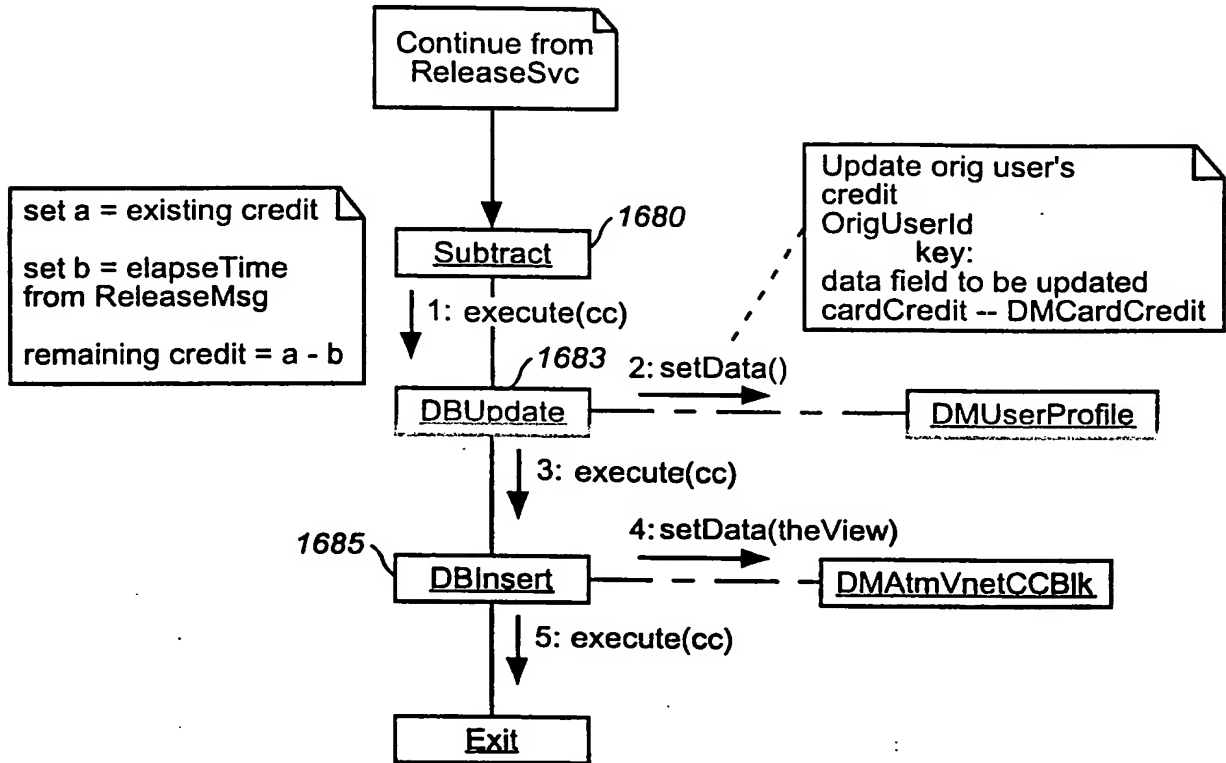 Continue from
ReleaseSvc
Update orig user's
credit
OrigUserId
key:
data field to be updated
cardCredit -- DMCardCredit
set a = existing credit
set b = elapseTime
from ReleaseMsg
remaining credit = a - b
1680
Subtract
1: execute(cc)
1683
2: setData()
DBUpdate
DMUserProfile
3: execute(cc)
4: setData(theView)
1685
DBInsert
DMAtmVnetCCBlk
5: execute(cc)
Exit